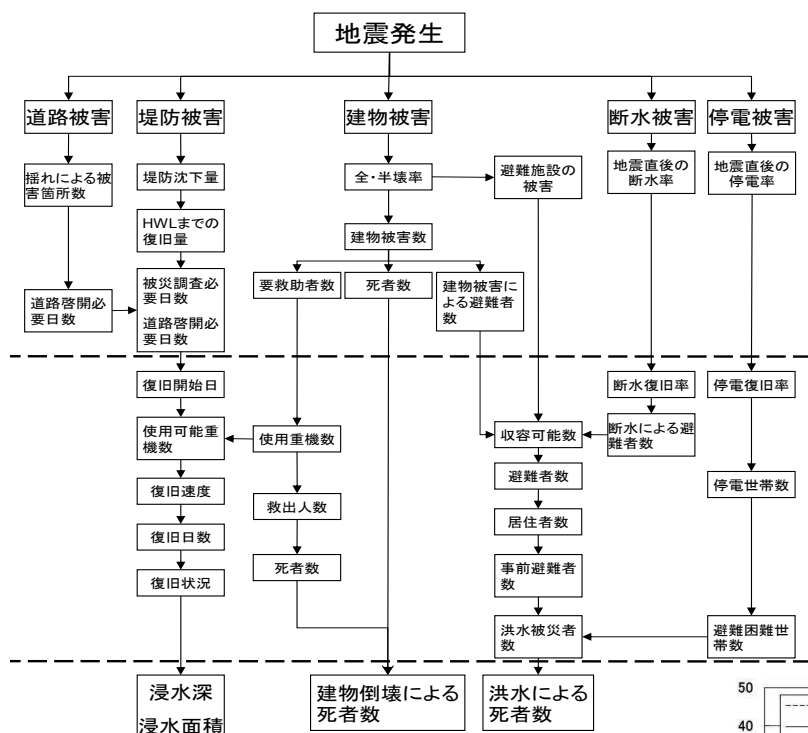 地震発生
道路被害
堤防被害
建物被害
断水被害
停電被害
揺れによる被
害箇所数
堤防沈下量
全・半壊率
避難施設の
被害
地震直後の
断水率
地震直後の
停電率
HWLまでの
復旧量
建物被害数
道路啓開必
要日数
被災調査必
要日数
道路啓開必
要日数
要救助者数
死者数
建物被害によ
る避難者
数
復旧開始日
断水復旧率
停電復旧率
使用可能重
機数
使用重機数
収容可能数
断水による避
難者数
復旧速度
救出人数
避難者数
停電世帯数
復旧日数
居住者数
復旧状況
死者数
事前避難者
数
洪水被災者
数
避難困難世
帯数
浸水深
浸水面積
建物倒壊による
死者数
洪水による
死者数
50
40